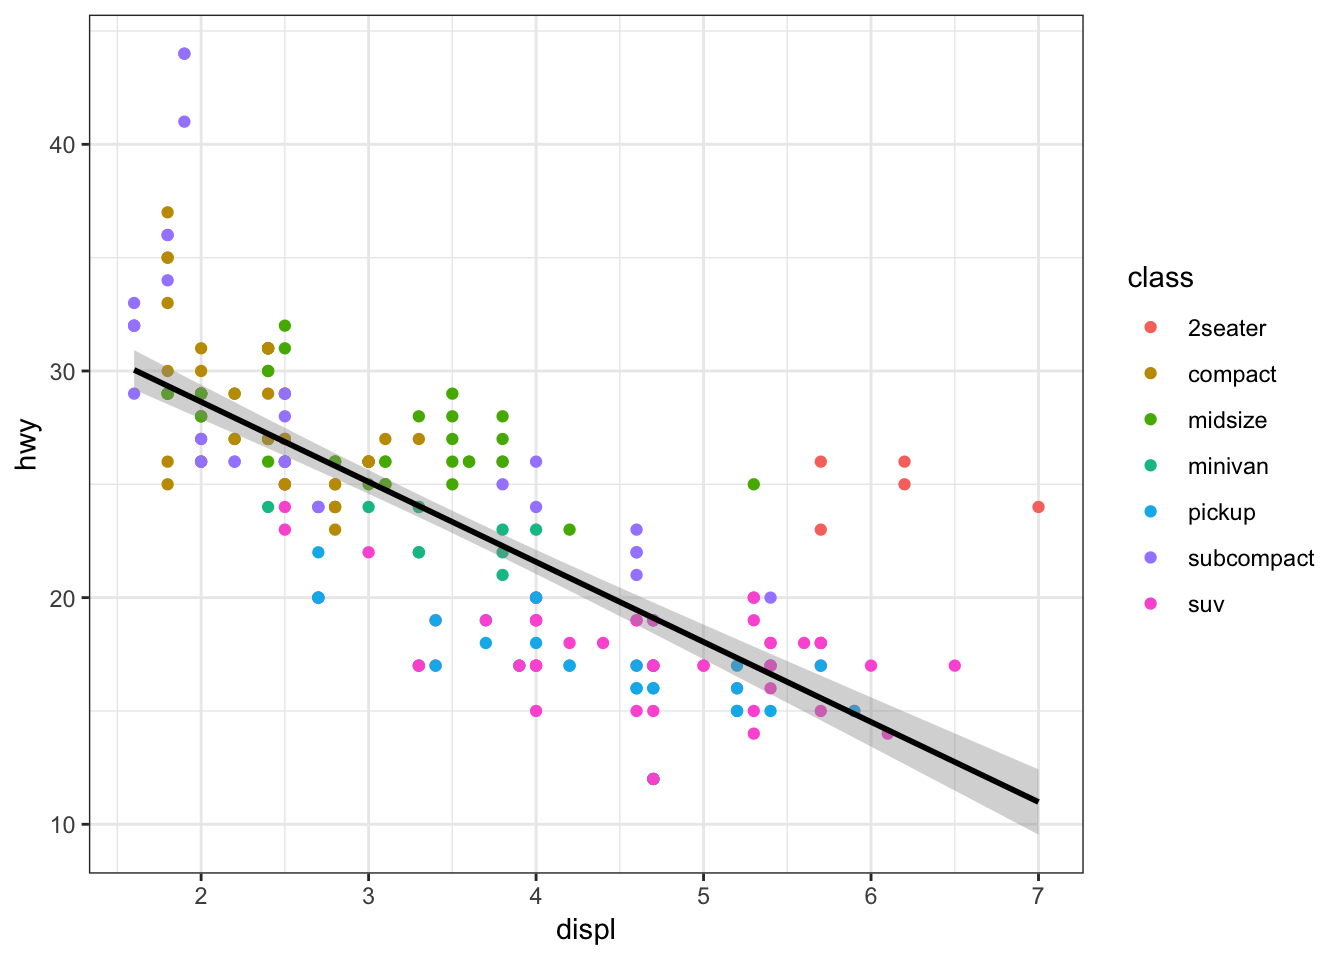 hwy
40
30
20
10
2 3 4 5 6 7
displ
class
2seater
compact
midsize
minivan
pickup
subcompact
suv